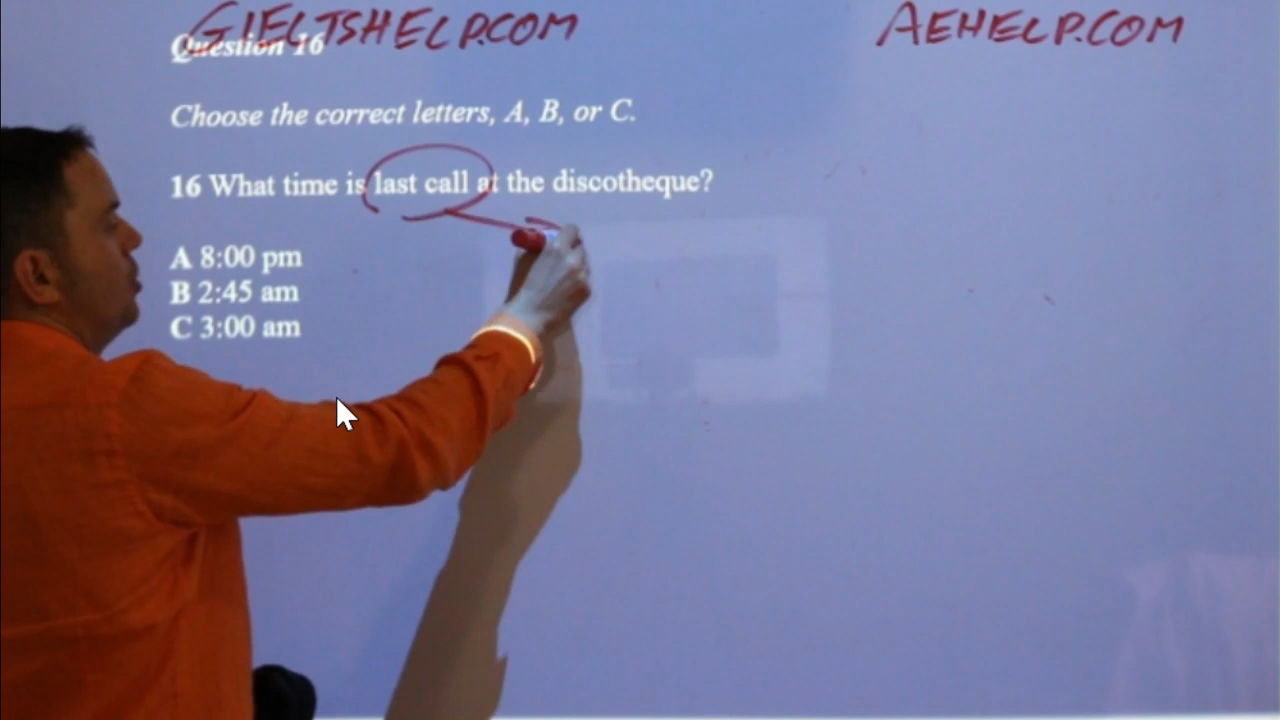 GIELTSHELP.COM AEHELP.COM
Question 16
Choose the correct letters, A, B, or C.
16 What time is last call at the discotheque?
A 8:00 pm
B 2:45 am
C 3:00 am